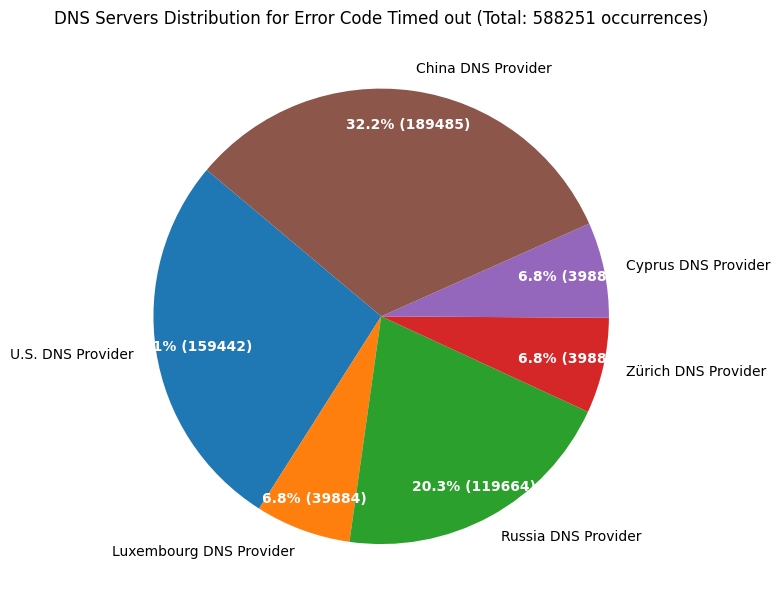 DNS Servers Distribution for Error Code Timed out (Total: 588251 occurrences)
China DNS Provider
32.2% (189485)
Cyprus DNS Provider
6.8% (3988
U.S. DNS Provider
1% (159442)
6.8% (3988
Zürich DNS Provider
20.3% (119664)
6.8% (39884)
Russia DNS Provider
Luxembourg DNS Provider